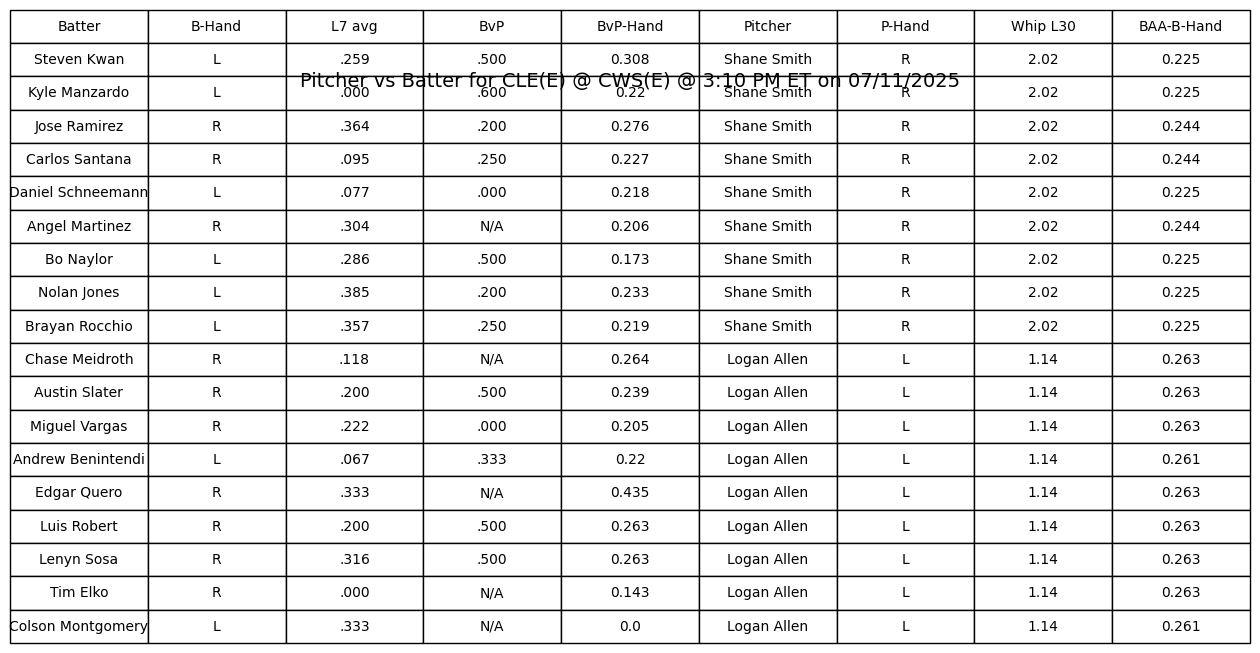 Batter B-Hand L7 avg BvP BvP-Hand Pitcher P-Hand Whip L30 BAA-B-Hand
Steven Kwan L .259 .500 0.308 Shane Smith R 2.02 0.225
Pitcher vs Batter for CLE(E) @ CWS(E) @ 3:10 PM ET on 07/11/2025
Kyle Manzardo L .000 .600 0.22 Shane Smith R 2.02 0.225
Jose Ramirez R .364 .200 0.276 Shane Smith R 2.02 0.244
Carlos Santana R .095 .250 0.227 Shane Smith R 2.02 0.244
Daniel Schneemann L .077 .000 0.218 Shane Smith R 2.02 0.225
Angel Martinez R .304 N/A 0.206 Shane Smith R 2.02 0.244
Bo Naylor L .286 .500 0.173 Shane Smith R 2.02 0.225
Nolan Jones L .385 .200 0.233 Shane Smith R 2.02 0.225
Brayan Rocchio L .357 .250 0.219 Shane Smith R 2.02 0.225
Chase Meidroth R .118 N/A 0.264 Logan Allen L 1.14 0.263
Austin Slater R .200 .500 0.239 Logan Allen L 1.14 0.263
Miguel Vargas R .222 .000 0.205 Logan Allen L 1.14 0.263
Andrew Benintendi L .067 .333 0.22 Logan Allen L 1.14 0.261
Edgar Quero R .333 N/A 0.435 Logan Allen L 1.14 0.263
Luis Robert R .200 .500 0.263 Logan Allen L 1.14 0.263
Lenyn Sosa R .316 .500 0.263 Logan Allen L 1.14 0.263
Tim Elko R .000 N/A 0.143 Logan Allen L 1.14 0.263
Colson Montgomery L .333 N/A 0.0 Logan Allen L 1.14 0.261